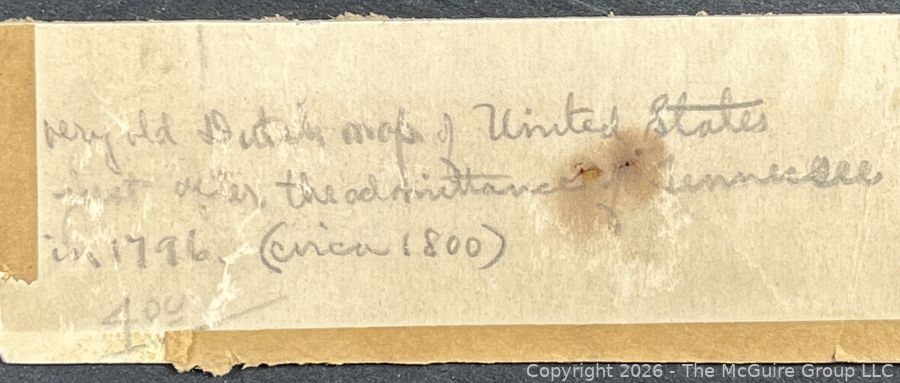 very old Dutch map of United States
just after the admittance of Tennessee
in 1796. (circa 1800)
400
Copyright 2026 - The McGuire Group LLC